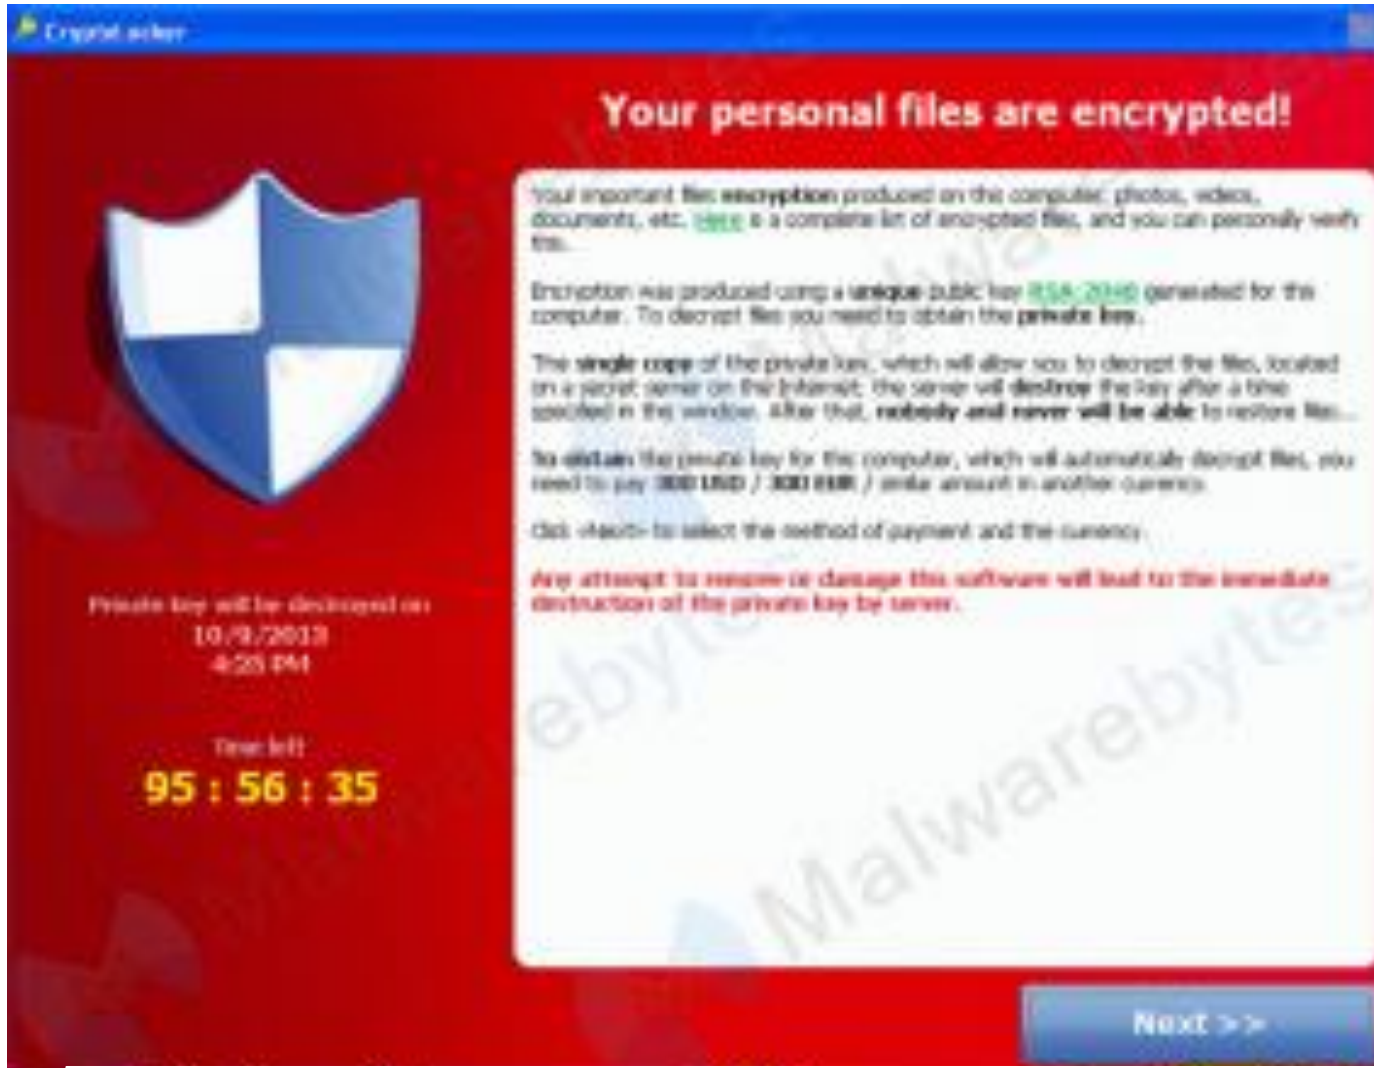 CryptoLocker
Your personal files are encrypted!
Your important files encryption produced on this computer: photos, videos,
documents, etc. Here is a complete list of encrypted files, and you can personally verify
this.
Encryption was produced using a unique public key RSA-2048 generated for this
computer. To decrypt files you need to obtain the private key.
The single copy of the private key, which will allow you to decrypt the files, located
on a secret server on the Internet; the server will destroy the key after a time
specified in this window. After that, nobody and never will be able to restore files...
To obtain the private key for this computer, which will automatically decrypt files, you
need to pay 300 USD / 300 EUR / similar amount in another currency.
Click «Next» to select the method of payment and the currency.
Any attempt to remove or damage this software will lead to the immediate
destruction of the private key by server.
Private key will be destroyed on
10/9/2013
PM
Time left
95 : 56 : 35
Next >>
Malwarebytes
Malwarebytes